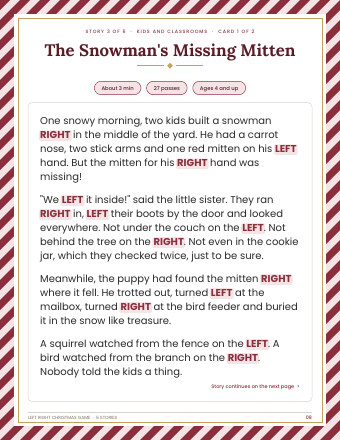 STORY 3 OF 5 • KIDS AND CLASSROOMS • CARD 1 OF 2
The Snowman's Missing Mitten
About 3 min
27 passes
Ages 4 and up
One snowy morning, two kids built a snowman
RIGHT in the middle of the yard. He had a carrot
nose, two stick arms and one red mitten on his LEFT
hand. But the mitten for his RIGHT hand was
missing!
"We LEFT it inside!" said the little sister. They ran
RIGHT in, LEFT their boots by the door and looked
everywhere. Not under the couch on the LEFT. Not
behind the tree on the RIGHT. Not even in the cookie
jar, which they checked twice, just to be sure.
Meanwhile, the puppy had found the mitten RIGHT
where it fell. He trotted out, turned LEFT at the
mailbox, turned RIGHT at the bird feeder and buried
it in the snow like treasure.
A squirrel watched from the fence on the LEFT. A
bird watched from the branch on the RIGHT.
Nobody told the kids a thing.
Story continues on the next page ›
LEFT RIGHT CHRISTMAS GAME • 5 STORIES
08